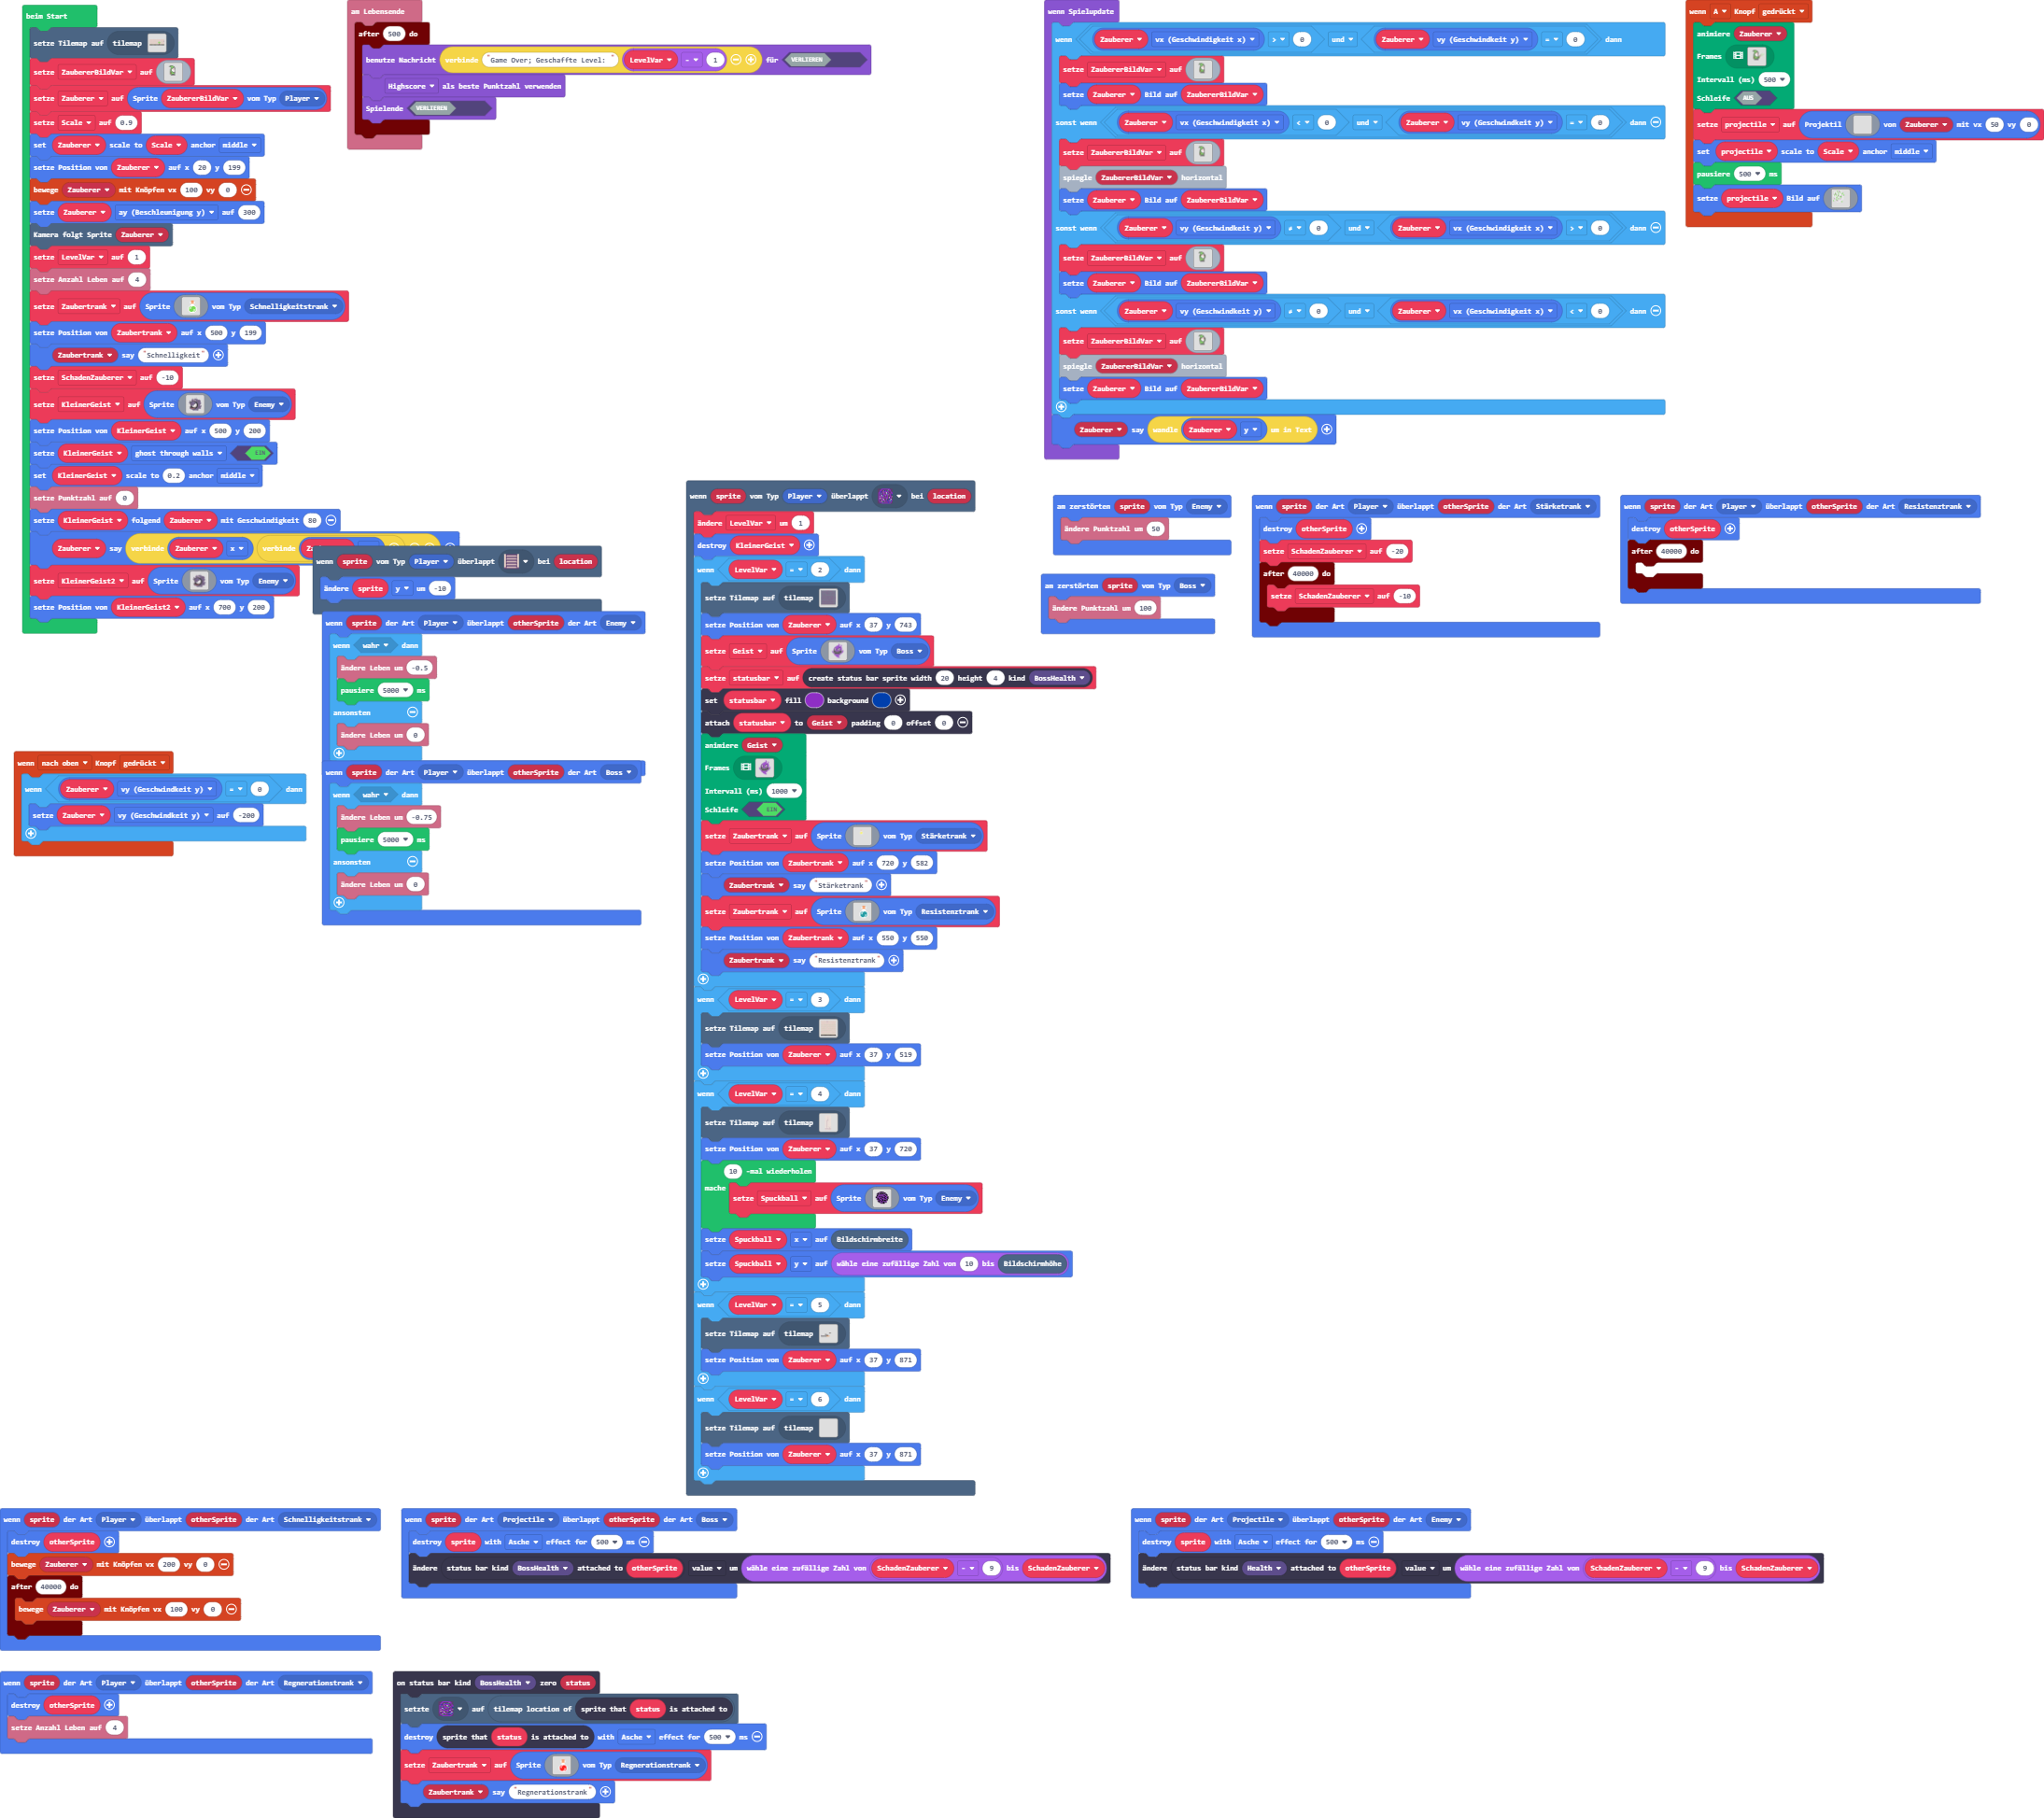 beim Start
setze Tilemap auf tilemap
setze ZaubererBildVar auf
setze Zauberer auf Sprite ZaubererBildVar vom Typ Player
setze Scale auf 0.9
set Zauberer scale to Scale anchor middle
setze Position von Zauberer auf x 20 y 199
bewege Zauberer mit Knöpfen vx 100 vy 0
setze Zauberer ay (Beschleunigung y) auf 300
Kamera folgt Sprite Zauberer
setze LevelVar auf 1
setze Anzahl Leben auf 4
setze Zaubertrank auf Sprite vom Typ Schnelligkeitstrank
setze Position von Zaubertrank auf x 500 y 199
Zaubertrank say "Schnelligkeit"
setze SchadenZauberer auf -10
setze KleinerGeist auf Sprite vom Typ Enemy
setze Position von KleinerGeist auf x 500 y 200
setze KleinerGeist ghost through walls EIN
set KleinerGeist scale to 0.2 anchor middle
setze Punktzahl auf 0
setze KleinerGeist folgend Zauberer mit Geschwindigkeit 80
Zauberer say verbinde Zauberer x verbinde
setze KleinerGeist2 auf Sprite vom Typ Enemy
setze Position von KleinerGeist2 auf x 700 y 200
am Lebensende
after 500 do
benutze Nachricht verbinde "Game Over; Geschaffte Level: " LevelVar - 1 für VERLIEREN
Highscore als beste Punktzahl verwenden
Spielende VERLIEREN
wenn Spielupdate
wenn Zauberer vx (Geschwindigkeit x) > 0 und Zauberer vy (Geschwindkeit y) = 0 dann
setze ZaubererBildVar auf
setze Zauberer Bild auf ZaubererBildVar
sonst wenn Zauberer vx (Geschwindigkeit x) < 0 und Zauberer vy (Geschwindkeit y) = 0 dann
setze ZaubererBildVar auf
spiegle ZaubererBildVar horizontal
setze Zauberer Bild auf ZaubererBildVar
sonst wenn Zauberer vy (Geschwindkeit y) ≠ 0 und Zauberer vx (Geschwindigkeit x) > 0 dann
setze ZaubererBildVar auf
setze Zauberer Bild auf ZaubererBildVar
sonst wenn Zauberer vy (Geschwindkeit y) ≠ 0 und Zauberer vx (Geschwindigkeit x) < 0 dann
setze ZaubererBildVar auf
spiegle ZaubererBildVar horizontal
setze Zauberer Bild auf ZaubererBildVar
Zauberer say wandle Zauberer y um in Text
wenn A Knopf gedrückt
animiere Zauberer
Frames
Intervall (ms) 500
Schleife AUS
setze projectile auf Projektil von Zauberer mit vx 50 vy 0
set projectile scale to Scale anchor middle
pausiere 500 ms
setze projectile Bild auf
wenn sprite vom Typ Player überlappt bei location
ändere sprite y um -10
wenn sprite der Art Player überlappt otherSprite der Art Enemy
wenn wahr dann
ändere Leben um -0.5
pausiere 5000 ms
ansonsten
ändere Leben um 0
wenn sprite der Art Player überlappt otherSprite der Art Boss
wenn wahr dann
ändere Leben um -0.75
pausiere 5000 ms
ansonsten
ändere Leben um 0
wenn nach oben Knopf gedrückt
wenn Zauberer vy (Geschwindkeit y) = 0 dann
setze Zauberer vy (Geschwindkeit y) auf -200
wenn sprite vom Typ Player überlappt bei location
ändere LevelVar um 1
destroy KleinerGeist
wenn LevelVar = 2 dann
setze Tilemap auf tilemap
setze Position von Zauberer auf x 37 y 743
setze Geist auf Sprite vom Typ Boss
setze statusbar auf create status bar sprite width 20 height 4 kind BossHealth
set statusbar fill background
attach statusbar to Geist padding 0 offset 0
animiere Geist
Frames
Intervall (ms) 1000
Schleife EIN
setze Zaubertrank auf Sprite vom Typ Stärketrank
setze Position von Zaubertrank auf x 720 y 582
Zaubertrank say "Stärketrank"
setze Zaubertrank auf Sprite vom Typ Resistenztrank
setze Position von Zaubertrank auf x 550 y 550
Zaubertrank say "Resistenztrank"
wenn LevelVar = 3 dann
setze Tilemap auf tilemap
setze Position von Zauberer auf x 37 y 519
wenn LevelVar = 4 dann
setze Tilemap auf tilemap
setze Position von Zauberer auf x 37 y 720
10 -mal wiederholen
mache setze Spuckball auf Sprite vom Typ Enemy
setze Spuckball x auf Bildschirmbreite
setze Spuckball y auf wähle eine zufällige Zahl von 10 bis Bildschirmhöhe
wenn LevelVar = 5 dann
setze Tilemap auf tilemap
setze Position von Zauberer auf x 37 y 871
wenn LevelVar = 6 dann
setze Tilemap auf tilemap
setze Position von Zauberer auf x 37 y 871
am zerstörten sprite vom Typ Enemy
ändere Punktzahl um 50
am zerstörten sprite vom Typ Boss
ändere Punktzahl um 100
wenn sprite der Art Player überlappt otherSprite der Art Stärketrank
destroy otherSprite
setze SchadenZauberer auf -20
after 40000 do
setze SchadenZauberer auf -10
wenn sprite der Art Player überlappt otherSprite der Art Resistenztrank
destroy otherSprite
after 40000 do
wenn sprite der Art Player überlappt otherSprite der Art Schnelligkeitstrank
destroy otherSprite
bewege Zauberer mit Knöpfen vx 200 vy 0
after 40000 do
bewege Zauberer mit Knöpfen vx 100 vy 0
wenn sprite der Art Projectile überlappt otherSprite der Art Boss
destroy sprite with Asche effect for 500 ms
ändere status bar kind BossHealth attached to otherSprite value um wähle eine zufällige Zahl von SchadenZauberer - 9 bis SchadenZauberer
wenn sprite der Art Projectile überlappt otherSprite der Art Enemy
destroy sprite with Asche effect for 500 ms
ändere status bar kind Health attached to otherSprite value um wähle eine zufällige Zahl von SchadenZauberer - 9 bis SchadenZauberer
wenn sprite der Art Player überlappt otherSprite der Art Regnerationstrank
destroy otherSprite
setze Anzahl Leben auf 4
on status bar kind BossHealth zero status
setzte auf tilemap location of sprite that status is attached to
destroy sprite that status is attached to with Asche effect for 500 ms
setze Zaubertrank auf Sprite vom Typ Regnerationstrank
Zaubertrank say "Regnerationstrank"